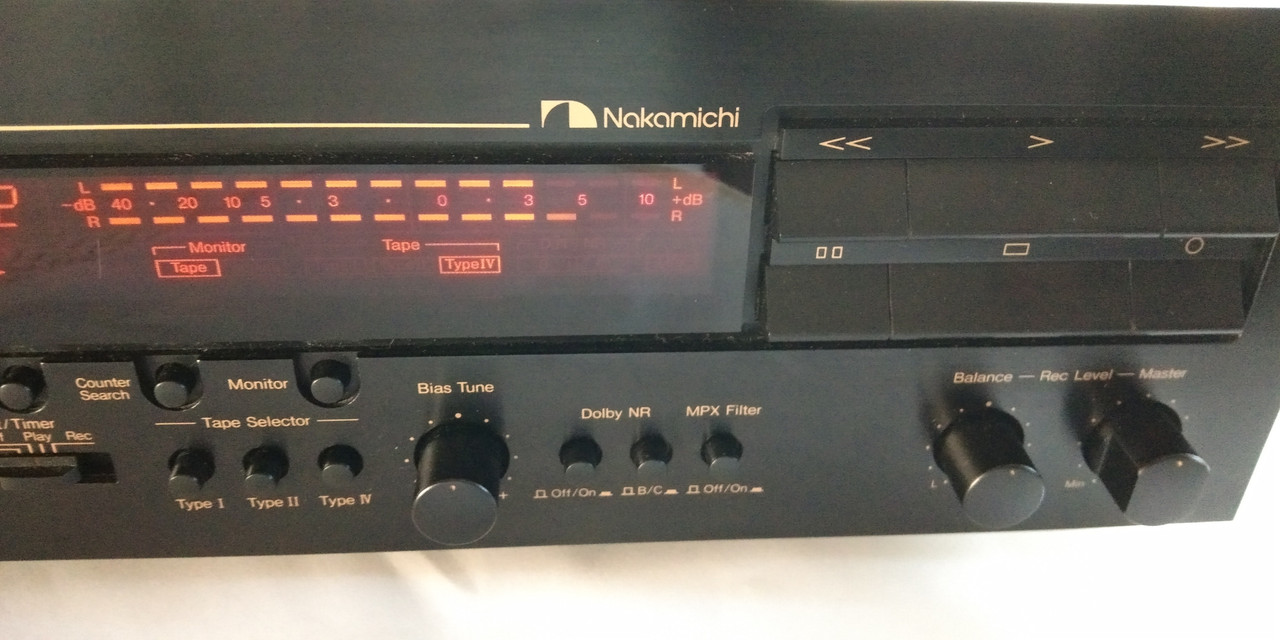 Nakamichi
<< > >>
L L
-dB 40 · 20 10 5 · 3 · 0 · 3 5 10 +dB
R R
Monitor Tape
Tape Type IV
Counter Search
Monitor
Bias Tune
Balance — Rec Level — Master
/Timer
Play Rec
Tape Selector
Dolby NR MPX Filter
Type I Type II Type IV
+
Off/On B/C Off/On
L Min